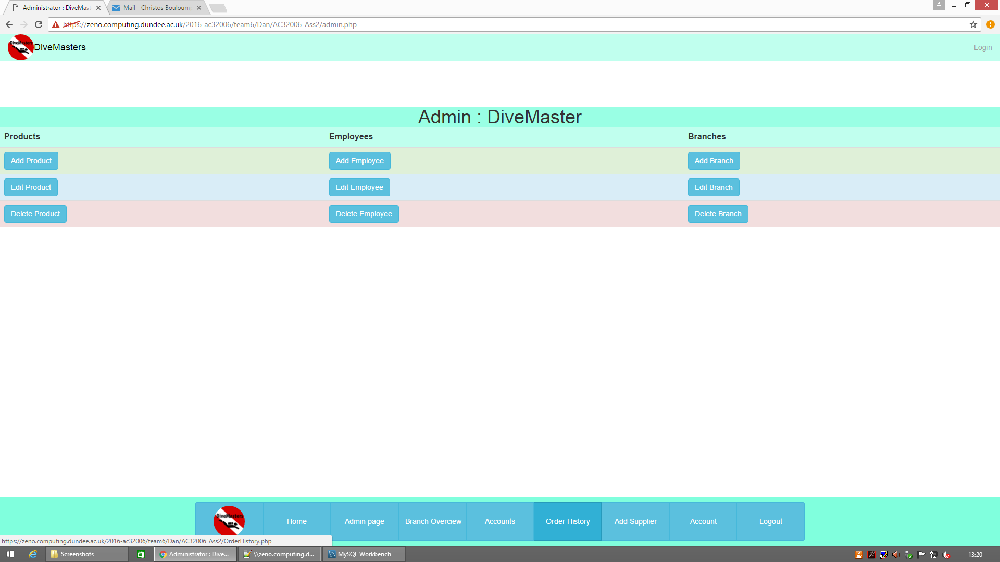 Administrator : DiveMast
Mail - Christos Bouloump
https://zeno.computing.dundee.ac.uk/2016-ac32006/team6/Dan/AC32006_Ass2/admin.php
DiveMasters
DiveMasters
Login
Admin : DiveMaster
Products Employees Branches
Add Product Add Employee Add Branch
Edit Product Edit Employee Edit Branch
Delete Product Delete Employee Delete Branch
DiveMasters
Home Admin page Branch Overciew Accounts Order History Add Supplier Account Logout
https://zeno.computing.dundee.ac.uk/2016-ac32006/team6/Dan/AC32006_Ass2/OrderHistory.php
Screenshots
Administrator : Dive...
\\zeno.computing.d...
MySQL Workbench
13:20